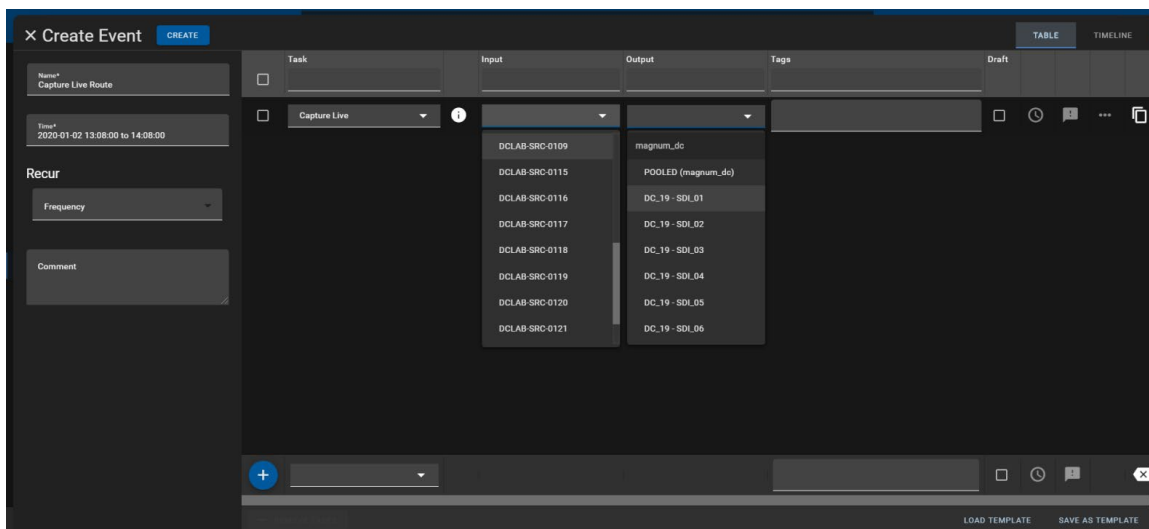 Create Event
CREATE
TABLE
TIMELINE
Name*
Capture Live Route
Time*
2020-01-02 13:08:00 to 14:08:00
Recur
Frequency
Comment
Task
Input
Output
Tags
Draft
Capture Live
DCLAB-SRC-0109
DCLAB-SRC-0115
DCLAB-SRC-0116
DCLAB-SRC-0117
DCLAB-SRC-0118
DCLAB-SRC-0119
DCLAB-SRC-0120
DCLAB-SRC-0121
magnum_dc
POOLED (magnum_dc)
DC_19 - SDI_01
DC_19 - SDI_02
DC_19 - SDI_03
DC_19 - SDI_04
DC_19 - SDI_05
DC_19 - SDI_06
LOAD TEMPLATE
SAVE AS TEMPLATE